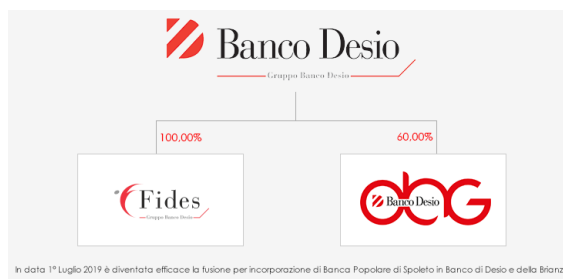 Banco Desio
Gruppo Banco Desio
100,00%
60,00%
Fides
Gruppo Banco Desio
Banco Desio
In data 1° Luglio 2019 è diventata efficace la fusione per incorporazione di Banca Popolare di Spoleto in Banco di Desio e della Brianz